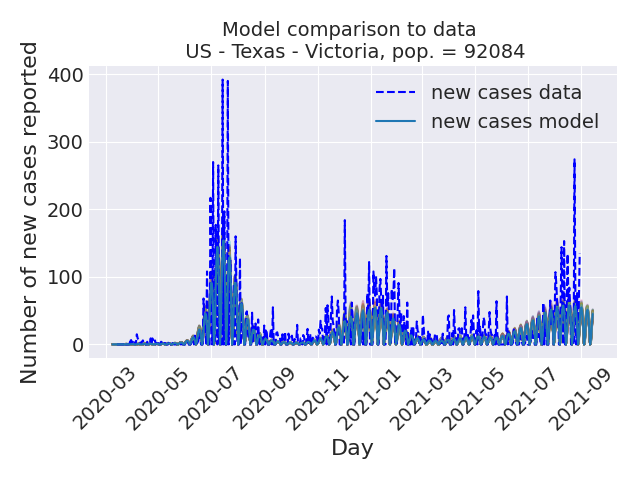 Model comparison to data
US - Texas - Victoria, pop. = 92084
Number of new cases reported
400
300
200
100
0
new cases data
new cases model
2020-03
2020-05
2020-07
2020-09
2020-11
2021-01
2021-03
2021-05
2021-07
2021-09
Day